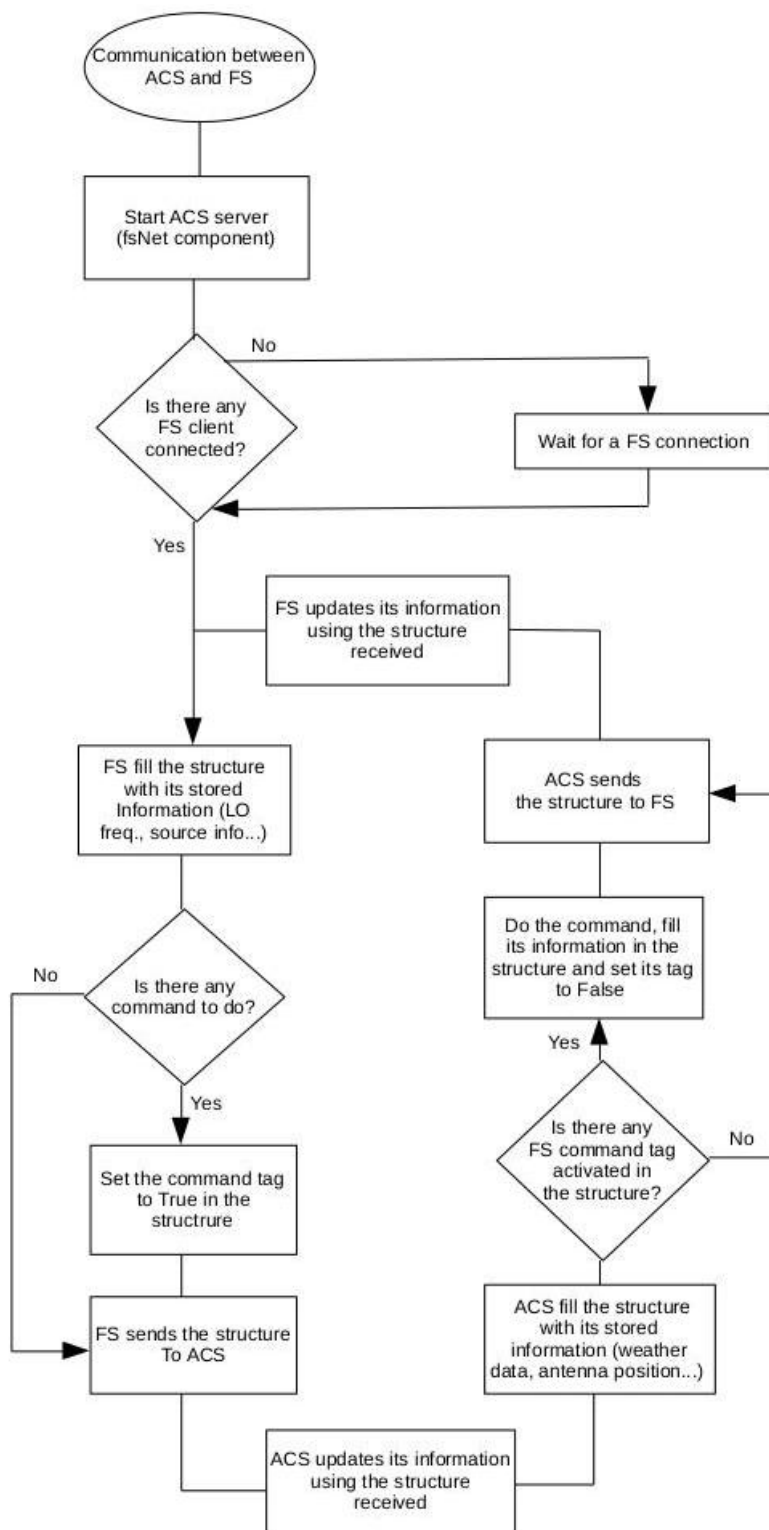 Communication between
ACS and FS
Start ACS server
(fsNet component)
No
Is there any
FS client
connected?
Wait for a FS connection
Yes
FS updates its information
using the structure
received
FS fill the structure
with its stored
Information (LO
freq., source info...)
ACS sends
the structure to FS
Do the command, fill
its information in the
structure and set its tag
to False
No
Is there any
command to do?
Yes
Yes
Is there any
FS command tag
activated in
the structure?
No
Set the command tag
to True in the
structrure
FS sends the structure
To ACS
ACS fill the structure
with its stored
information (weather
data, antenna position...)
ACS updates its information
using the structure
received